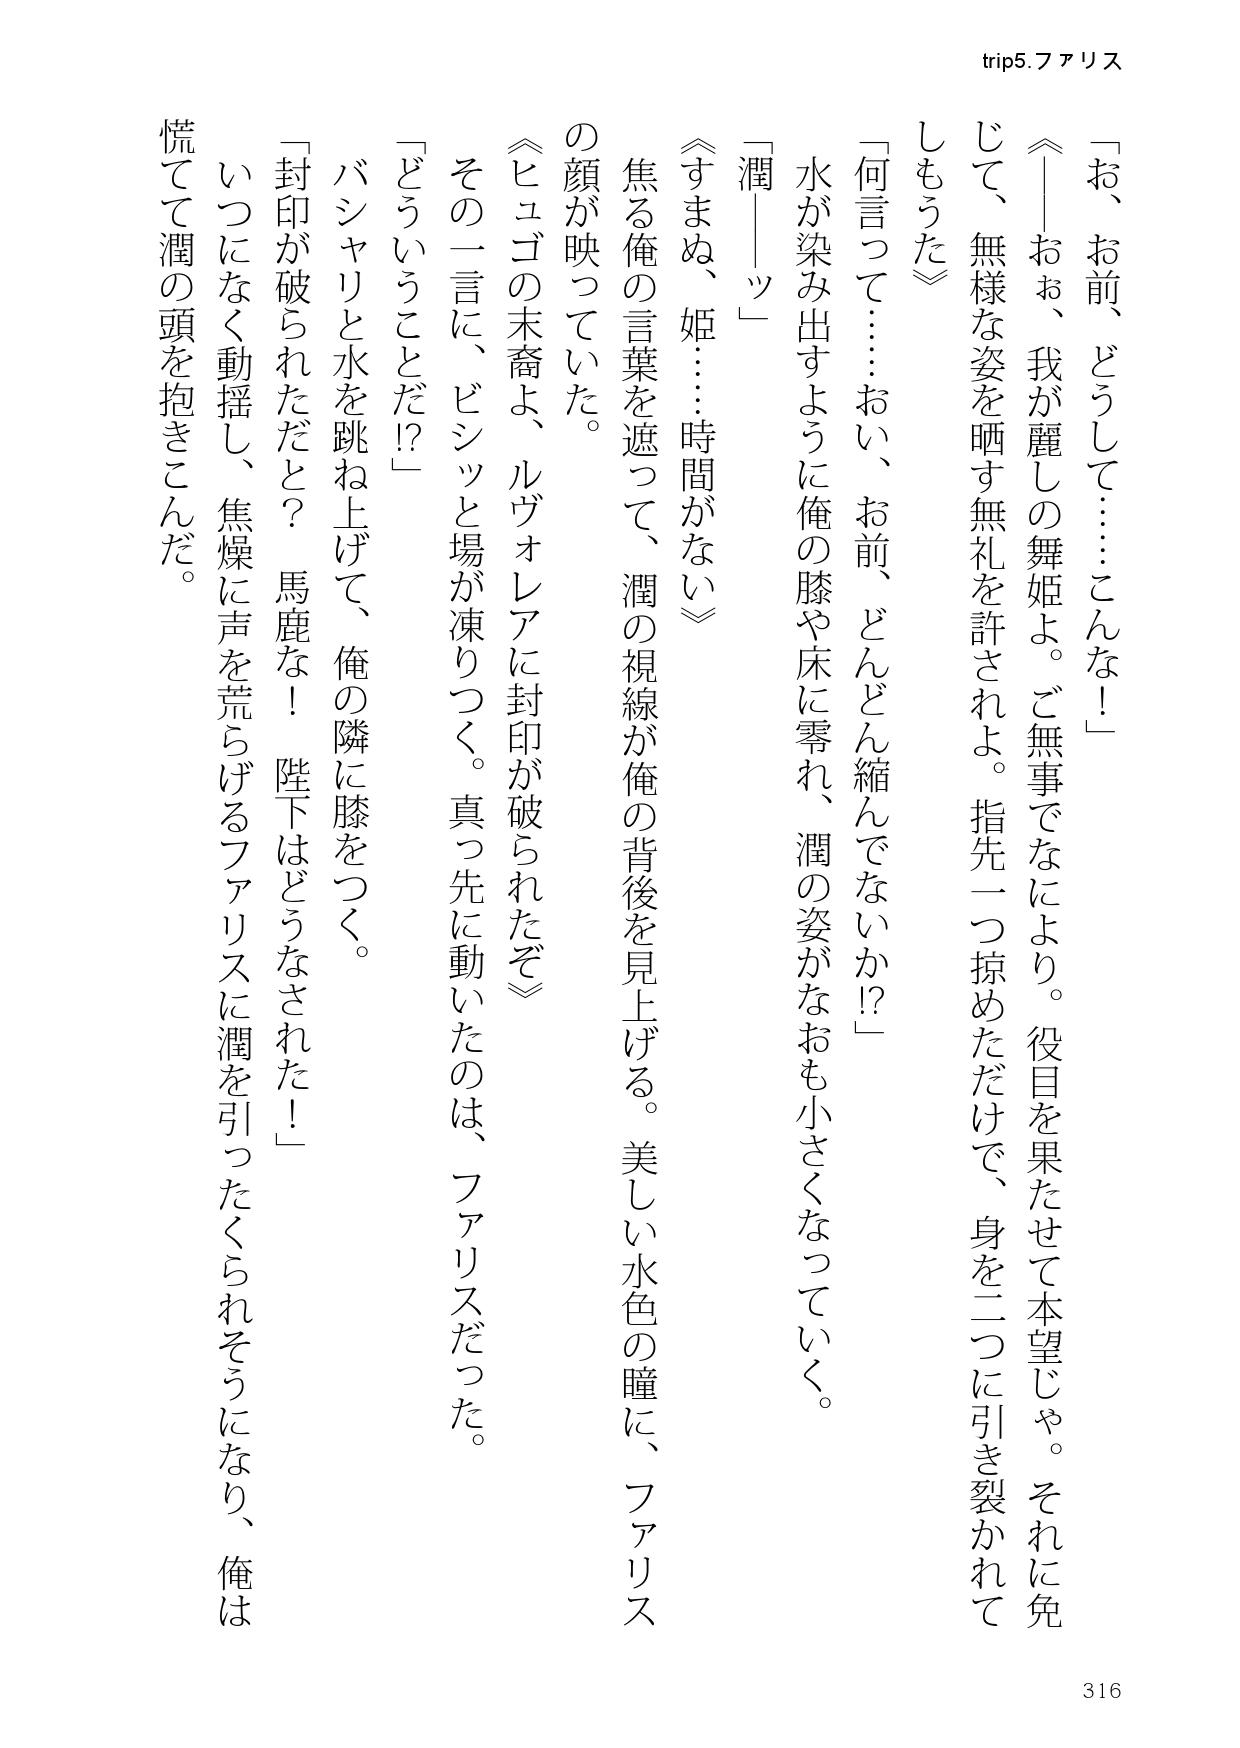 trip5.ファリス
「お、お前、どうして……こんな！」
《――おぉ、我が麗しの舞姫よ。ご無事でなにより。役目を果たせて本望じゃ。それに免
じて、無様な姿を晒す無礼を許されよ。指先一つ掠めただけで、身を二つに引き裂かれて
しもうた》
「何言って……おい、お前、どんどん縮んでないか!?」
水が染み出すように俺の膝や床に零れ、潤の姿がなおも小さくなっていく。
「潤――ッ」
《すまぬ、姫……時間がない》
焦る俺の言葉を遮って、潤の視線が俺の背後を見上げる。美しい水色の瞳に、ファリス
の顔が映っていた。
《ヒュゴの末裔よ、ルヴォレアに封印が破られたぞ》
その一言に、ビシッと場が凍りつく。真っ先に動いたのは、ファリスだった。
「どういうことだ!?」
バシャリと水を跳ね上げて、俺の隣に膝をつく。
「封印が破られただと？　馬鹿な！　陛下はどうなされた！」
いつになく動揺し、焦燥に声を荒らげるファリスに潤を引ったくられそうになり、俺は
慌てて潤の頭を抱きこんだ。
316